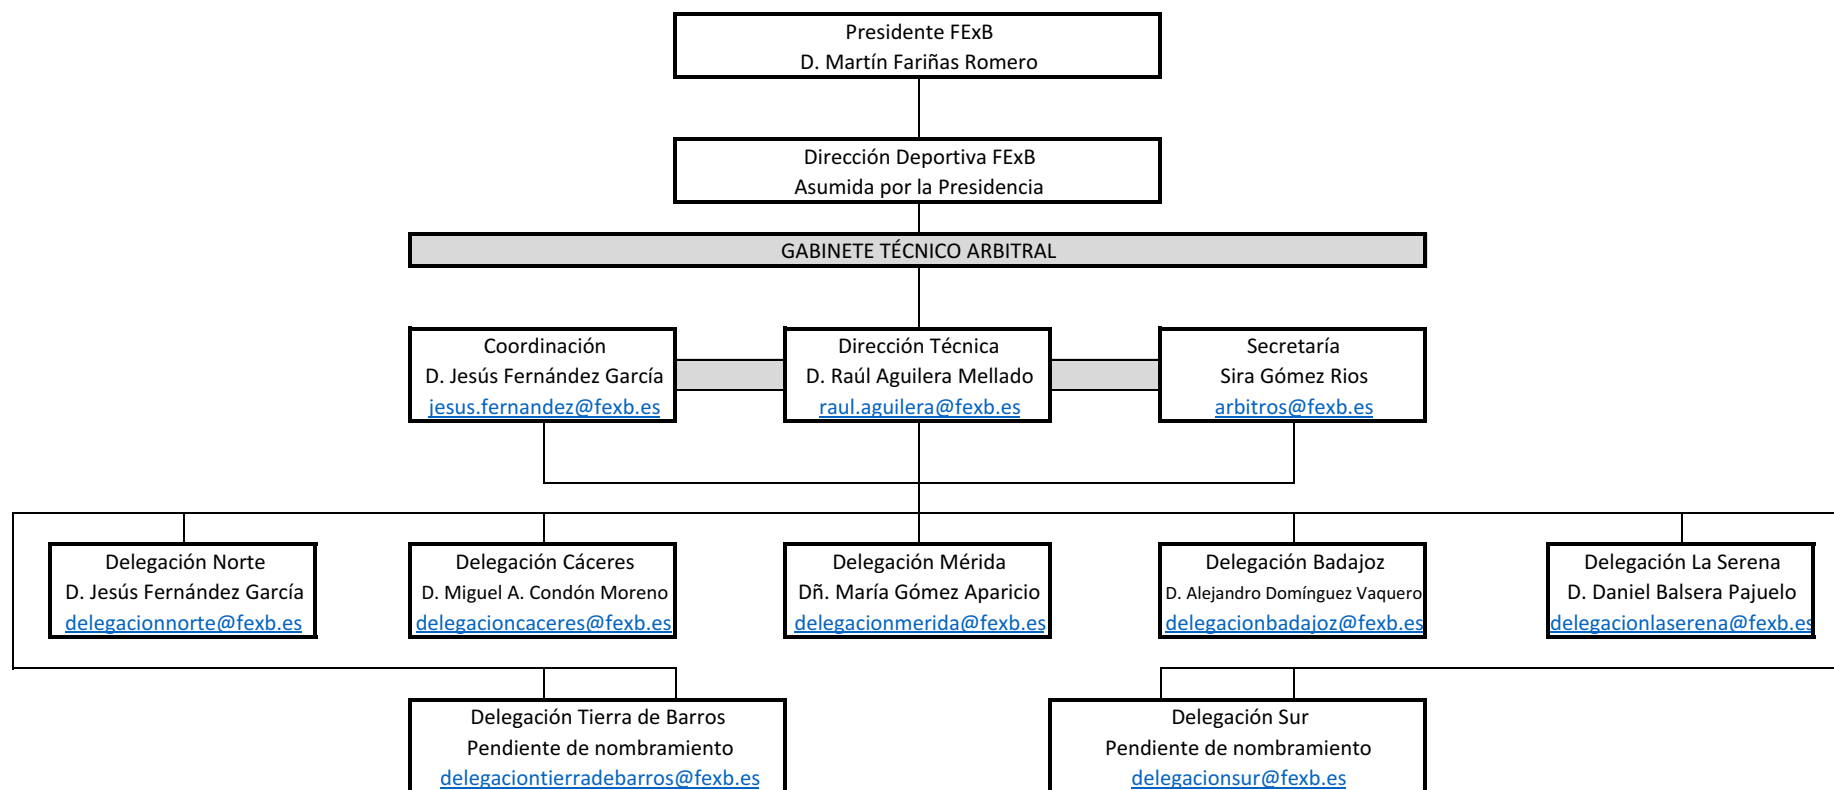 Presidente FExB
D. Martín Fariñas Romero
Dirección Deportiva FExB
Asumida por la Presidencia
GABINETE TÉCNICO ARBITRAL
Coordinación
D. Jesús Fernández García
jesus.fernandez@fexb.es
Dirección Técnica
D. Raúl Aguilera Mellado
raul.aguilera@fexb.es
Secretaría
Sira Gómez Rios
arbitros@fexb.es
Delegación Norte
D. Jesús Fernández García
delegacionnorte@fexb.es
Delegación Cáceres
D. Miguel A. Condón Moreno
delegacioncaceres@fexb.es
Delegación Mérida
Dñ. María Gómez Aparicio
delegacionmerida@fexb.es
Delegación Badajoz
D. Alejandro Domínguez Vaquero
delegacionbadajoz@fexb.es
Delegación La Serena
D. Daniel Balsera Pajuelo
delegacionlaserena@fexb.es
Delegación Tierra de Barros
Pendiente de nombramiento
delegaciontierradebarros@fexb.es
Delegación Sur
Pendiente de nombramiento
delegacionsur@fexb.es